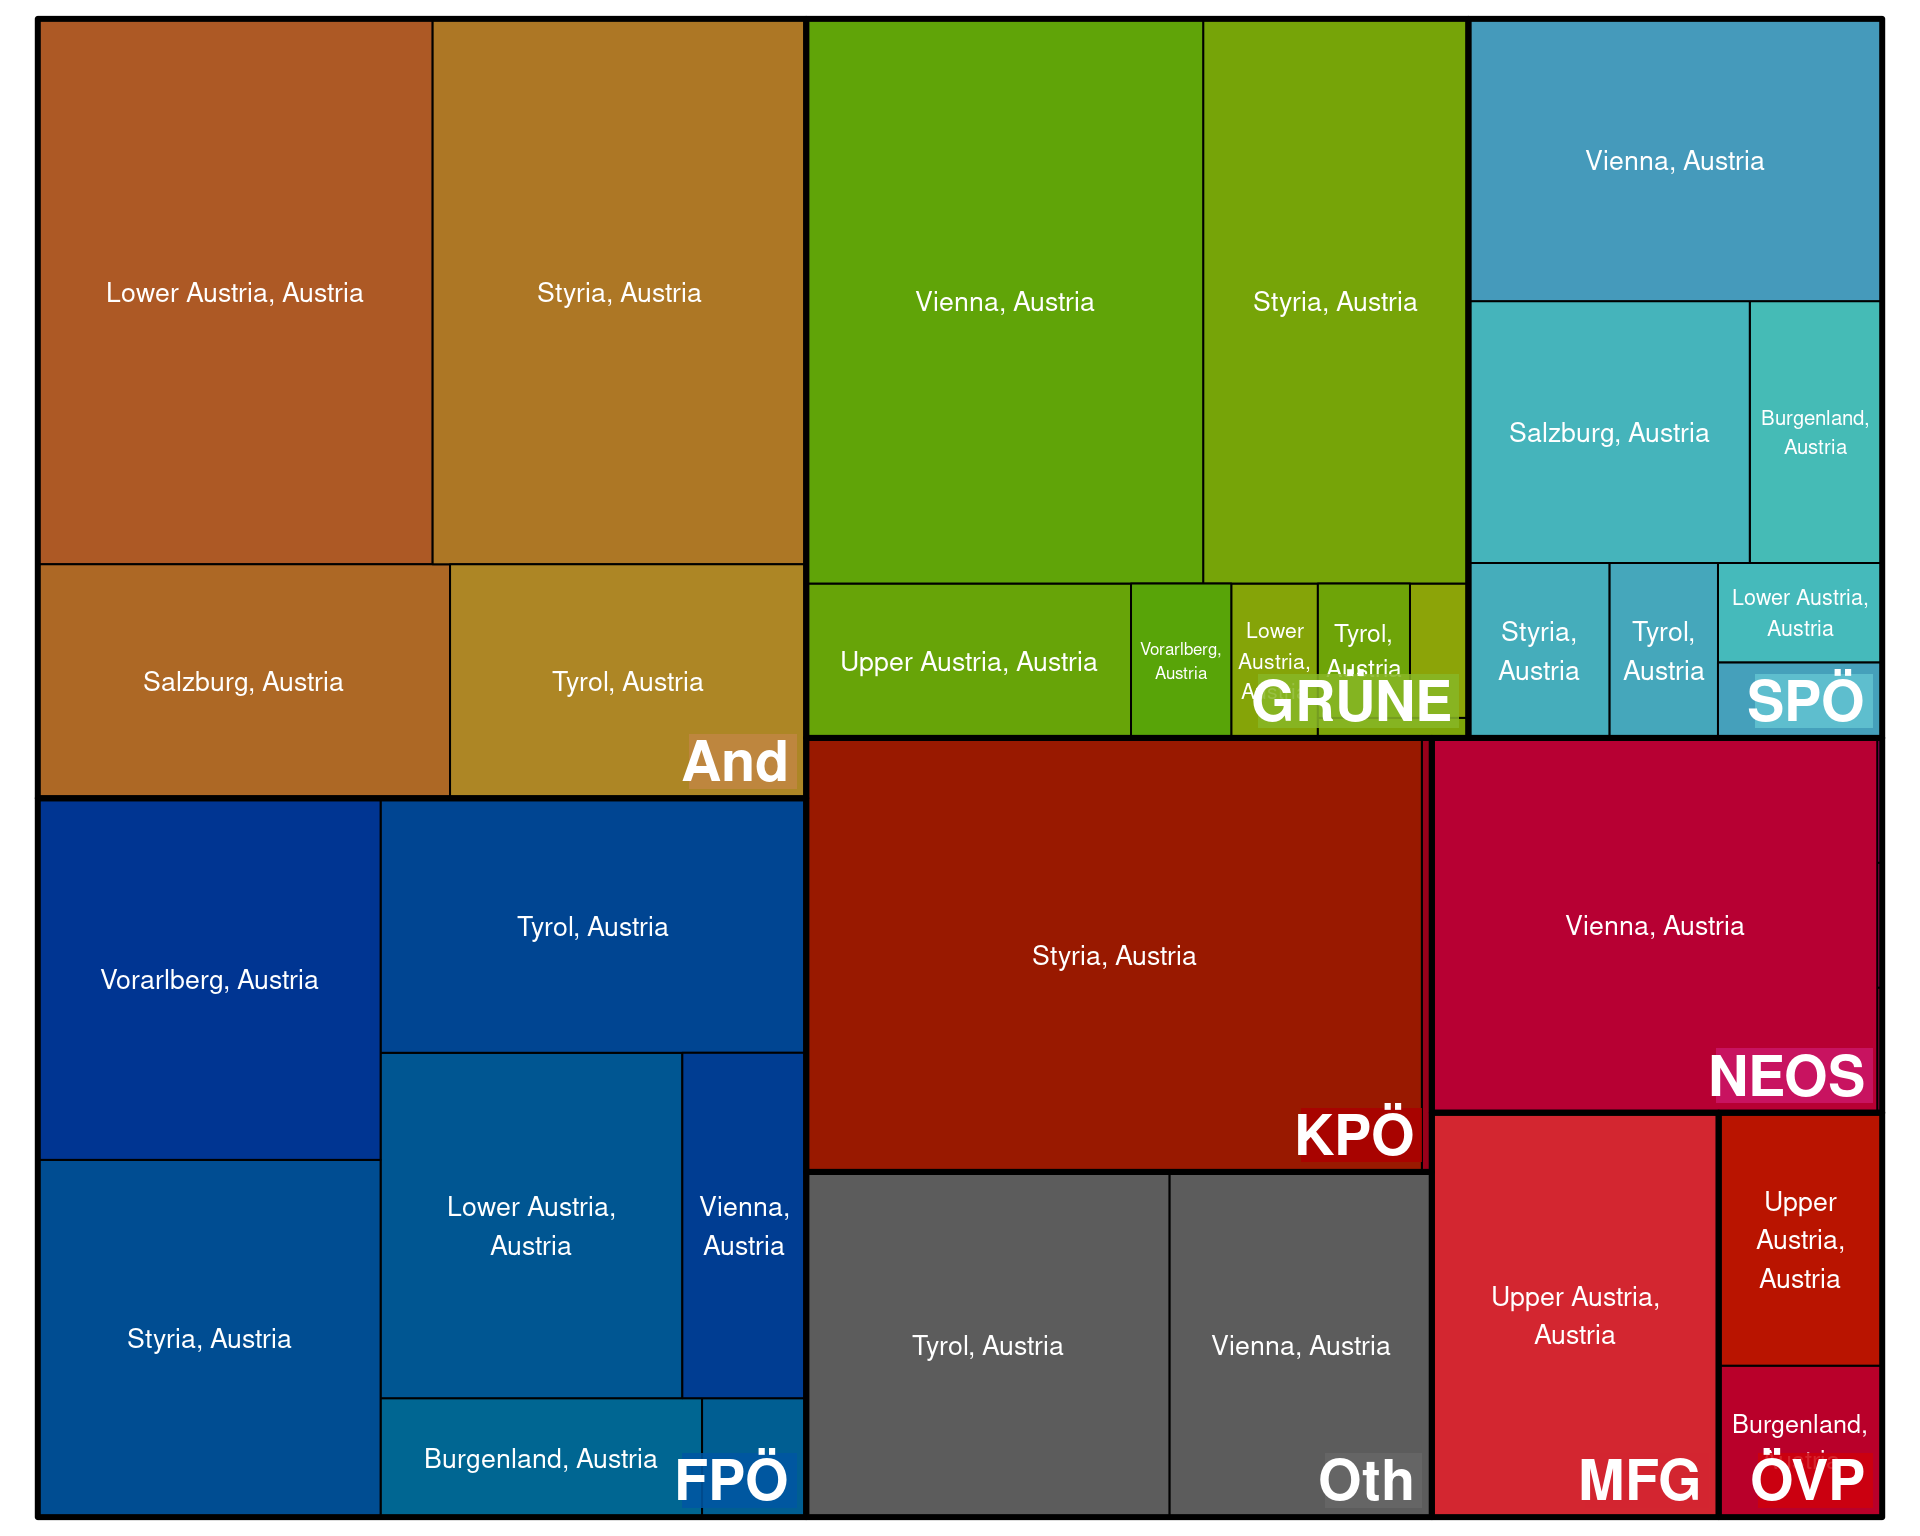 Lower Austria, Austria
Styria, Austria
Salzburg, Austria
Tyrol, Austria
And
Vienna, Austria
Styria, Austria
Upper Austria, Austria
Vorarlberg,
Austria
Lower
Austria,
Tyrol,
Austria
GRÜNE
Vienna, Austria
Salzburg, Austria
Burgenland,
Austria
Styria,
Austria
Tyrol,
Austria
Lower Austria,
Austria
SPÖ
Vorarlberg, Austria
Tyrol, Austria
Styria, Austria
Lower Austria,
Austria
Vienna,
Austria
Burgenland, Austria
FPÖ
Styria, Austria
KPÖ
Vienna, Austria
NEOS
Tyrol, Austria
Vienna, Austria
Oth
Upper Austria,
Austria
MFG
Upper
Austria,
Austria
Burgenland,
ÖVP